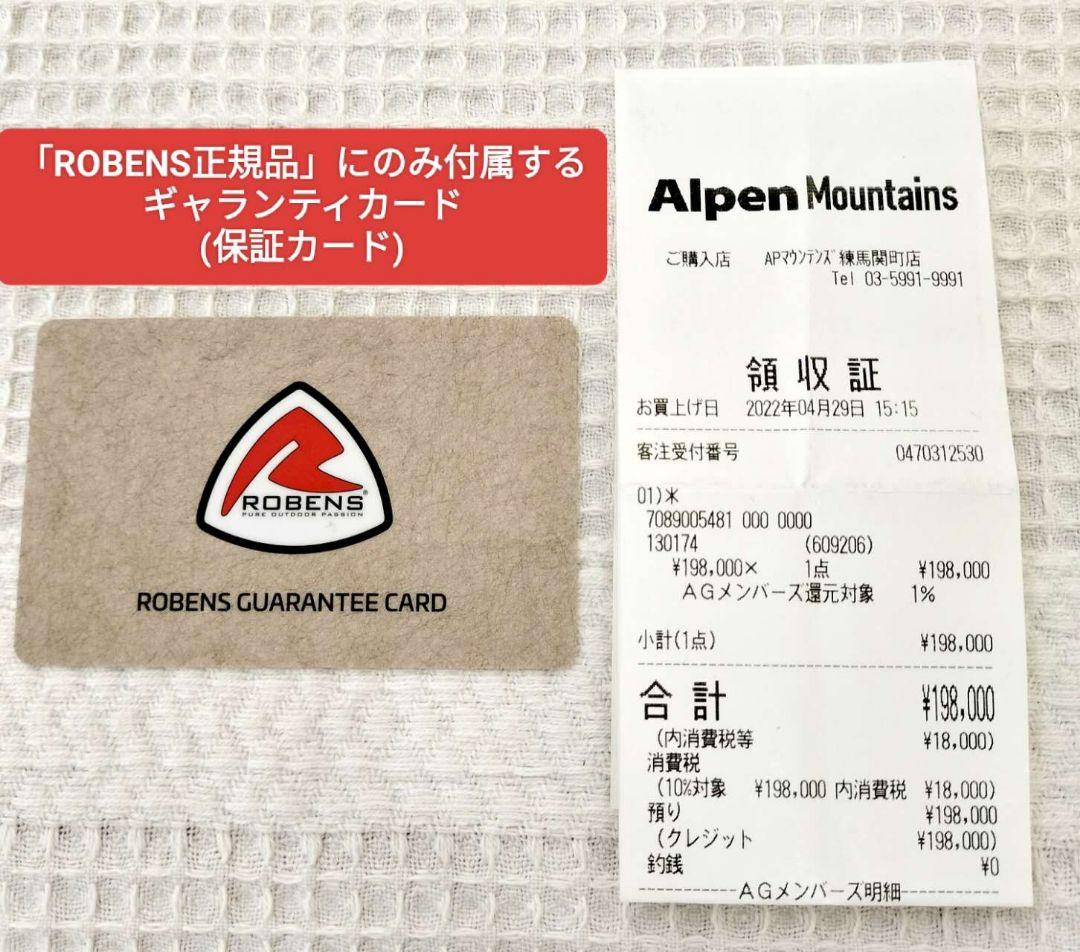 「ROBENS正規品」にのみ付属する
ギャランティカード
(保証カード)
ROBENS
PURE OUTDOOR PASSION
ROBENS GUARANTEE CARD
Alpen Mountains
ご購入店 APマウンテンズ練馬関町店
Tel 03-5991-9991
領収証
お買上げ日 2022年04月29日 15:15
客注受付番号 0470312530
01)*
7089005481 000 0000
130174 (609206)
¥198,000× 1点 ¥198,000
AGメンバーズ還元対象 1%
小計(1点) ¥198,000
合計 ¥198,000
(内消費税等 ¥18,000)
消費税
(10%対象 ¥198,000 内消費税 ¥18,000)
預り ¥198,000
(クレジット ¥198,000)
釣銭 ¥0
AGメンバーズ明細